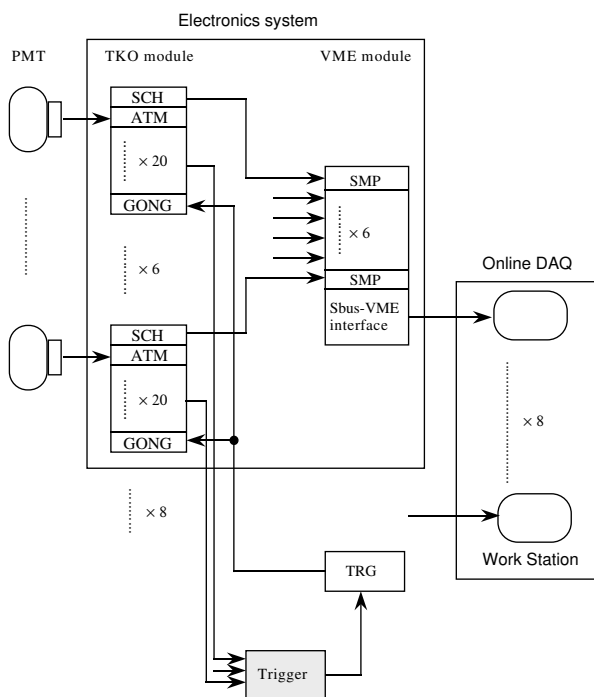 Electronics system
PMT
TKO module
VME module
SCH
ATM
× 20
GONG
SMP
× 6
× 6
SMP
Sbus-VME
interface
Online DAQ
SCH
ATM
× 20
GONG
× 8
× 8
Work Station
TRG
Trigger